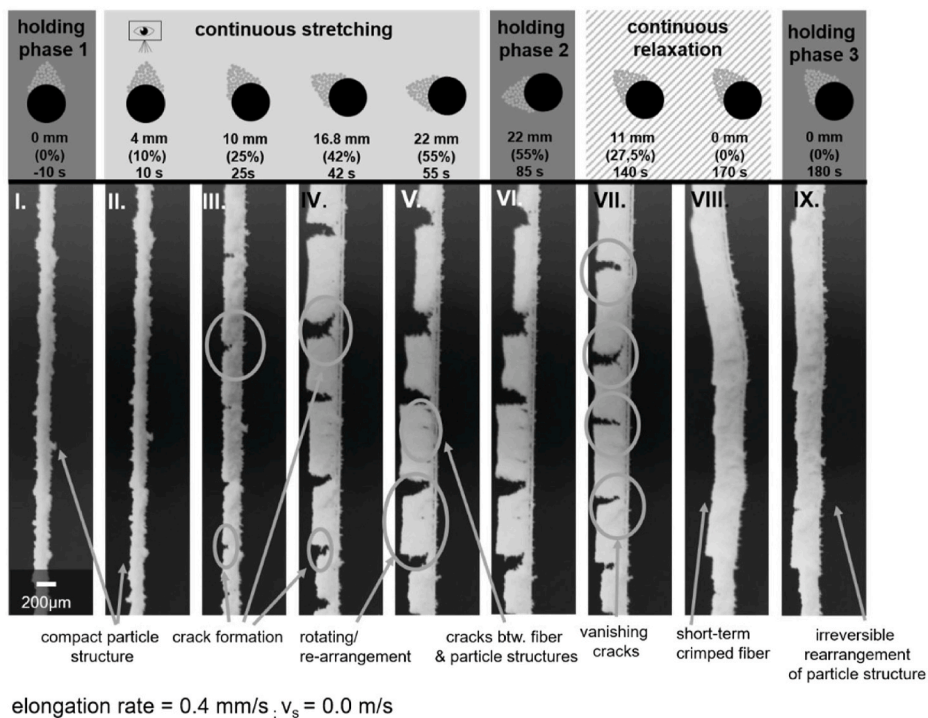 holding
phase 1
continuous stretching
holding
phase 2
continuous
relaxation
holding
phase 3
0 mm
(0%)
-10 s
4 mm
(10%)
10 s
10 mm
(25%)
25s
16.8 mm
(42%)
42 s
22 mm
(55%)
55 s
22 mm
(55%)
85 s
11 mm
(27,5%)
140 s
0 mm
(0%)
170 s
0 mm
(0%)
180 s
I.
II.
III.
IV.
V.
VI.
VII.
VIII.
IX.
200µm
compact particle
structure
crack formation
rotating/
re-arrangement
cracks btw. fiber
& particle structures
vanishing
cracks
short-term
crimped fiber
irreversible
rearrangement
of particle structure
elongation rate = 0.4 mm/s ; vs = 0.0 m/s